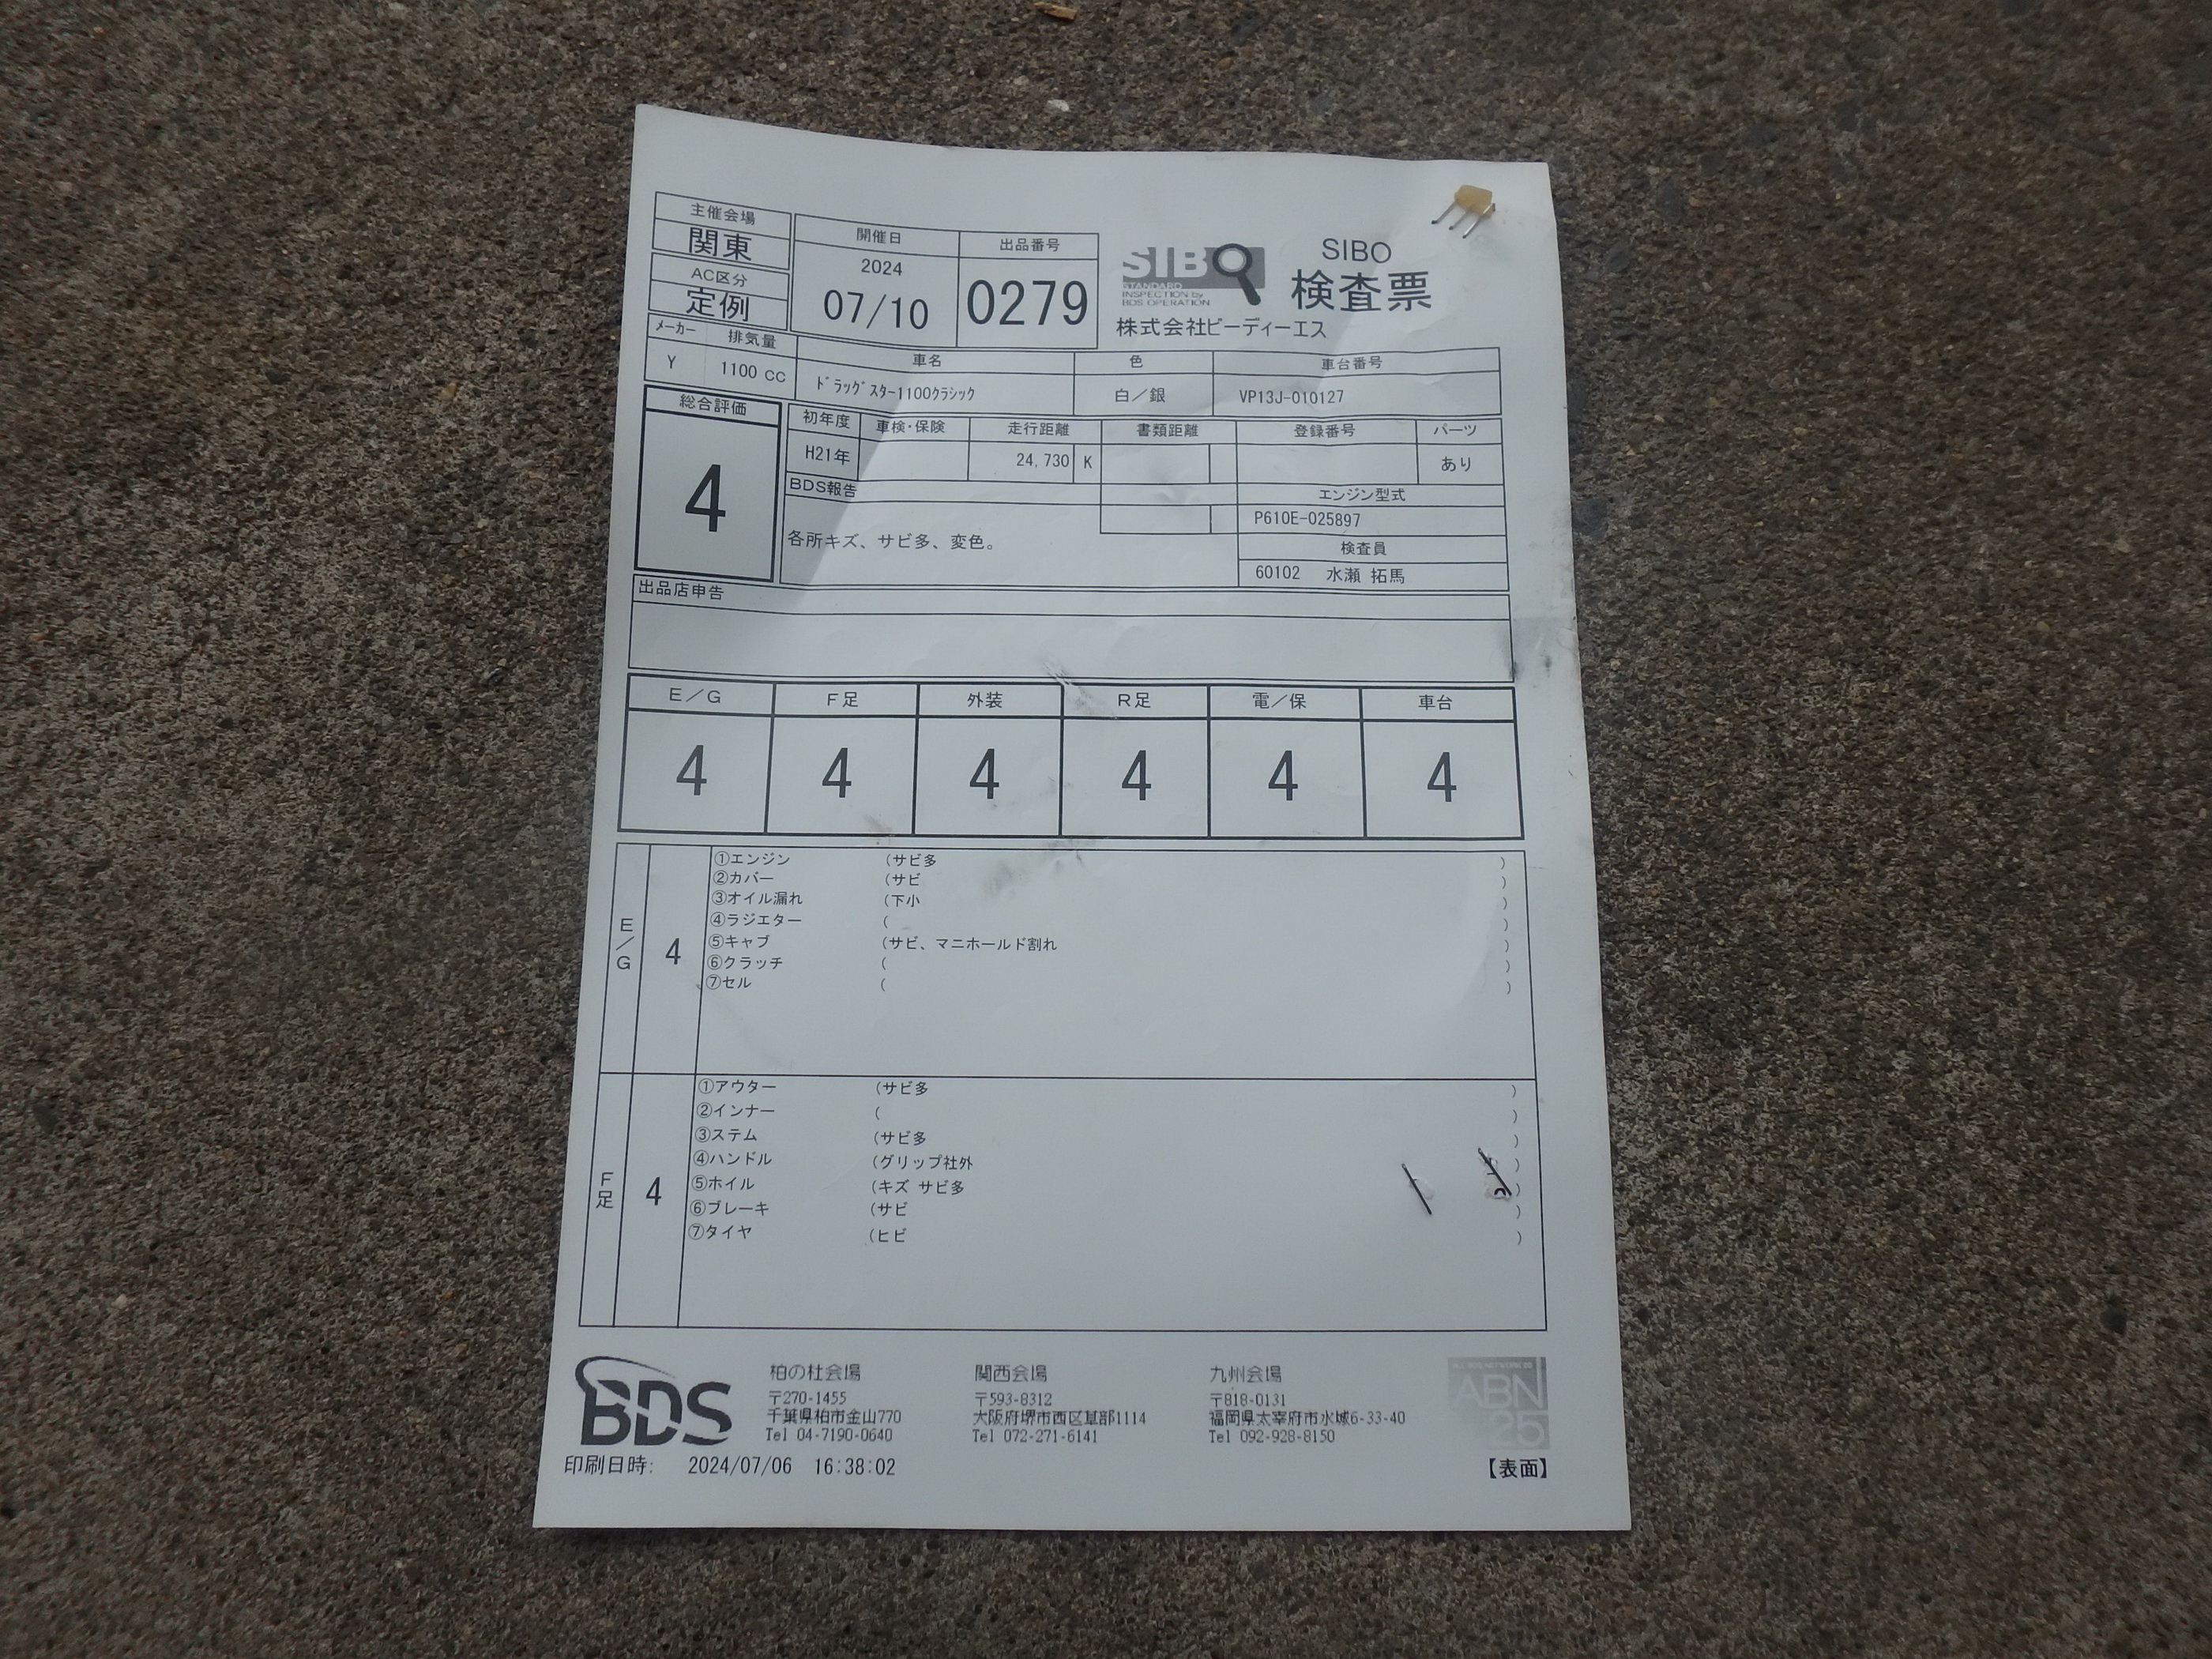 主催会場
関東
AC区分
定例
開催日
2024
07/10
出品番号
0279
SIBO
STANDARD
INSPECTION by
BDS OPERATION
SIBO
検査票
株式会社ビーディーエス
メーカー 排気量 車名 色 車台番号
Y 1100 CC ﾄﾞﾗｯｸﾞｽﾀｰ1100ｸﾗｼｯｸ 白／銀 VP13J-010127
総合評価
4
初年度 車検・保険 走行距離 書類距離 登録番号 パーツ
H21年 24,730 K あり
BDS報告
各所キズ、サビ多、変色。
エンジン型式
P610E-025897
検査員
60102 水瀬 拓馬
出品店申告
E／G F足 外装 R足 電／保 車台
4 4 4 4 4 4
E／G 4
①エンジン (サビ多 )
②カバー (サビ )
③オイル漏れ (下小 )
④ラジエター ( )
⑤キャブ (サビ、マニホールド割れ )
⑥クラッチ ( )
⑦セル ( )
F足 4
①アウター (サビ多 )
②インナー ( )
③ステム (サビ多 )
④ハンドル (グリップ社外 )
⑤ホイル (キズ サビ多 )
⑥ブレーキ (サビ )
⑦タイヤ (ヒビ )
BDS
柏の杜会場
〒270-1455
千葉県柏市金山770
Tel 04-7190-0640
関西会場
〒593-8312
大阪府堺市西区草部1114
Tel 072-271-6141
九州会場
〒818-0131
福岡県太宰府市水城6-33-40
Tel 092-928-8150
ABN
25
印刷日時: 2024/07/06 16:38:02
【表面】